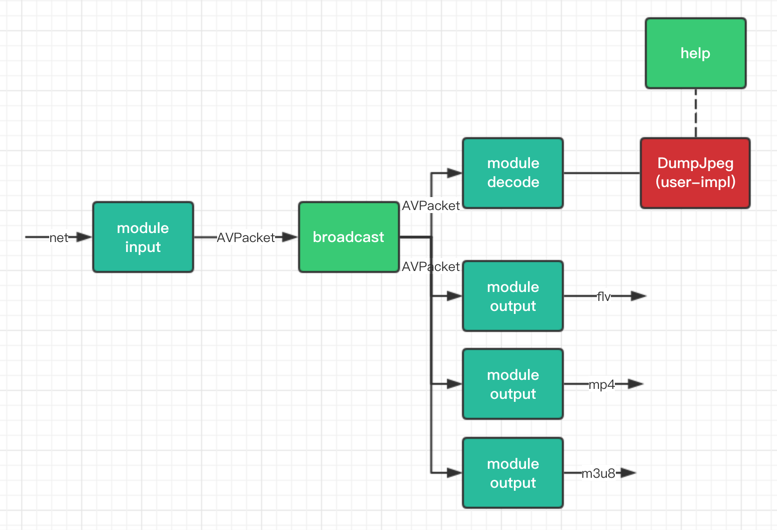 help
module
decode
DumpJpeg
(user-impl)
AVPacket
net
module
input
AVPacket
broadcast
AVPacket
module
output
flv
module
output
mp4
module
output
m3u8